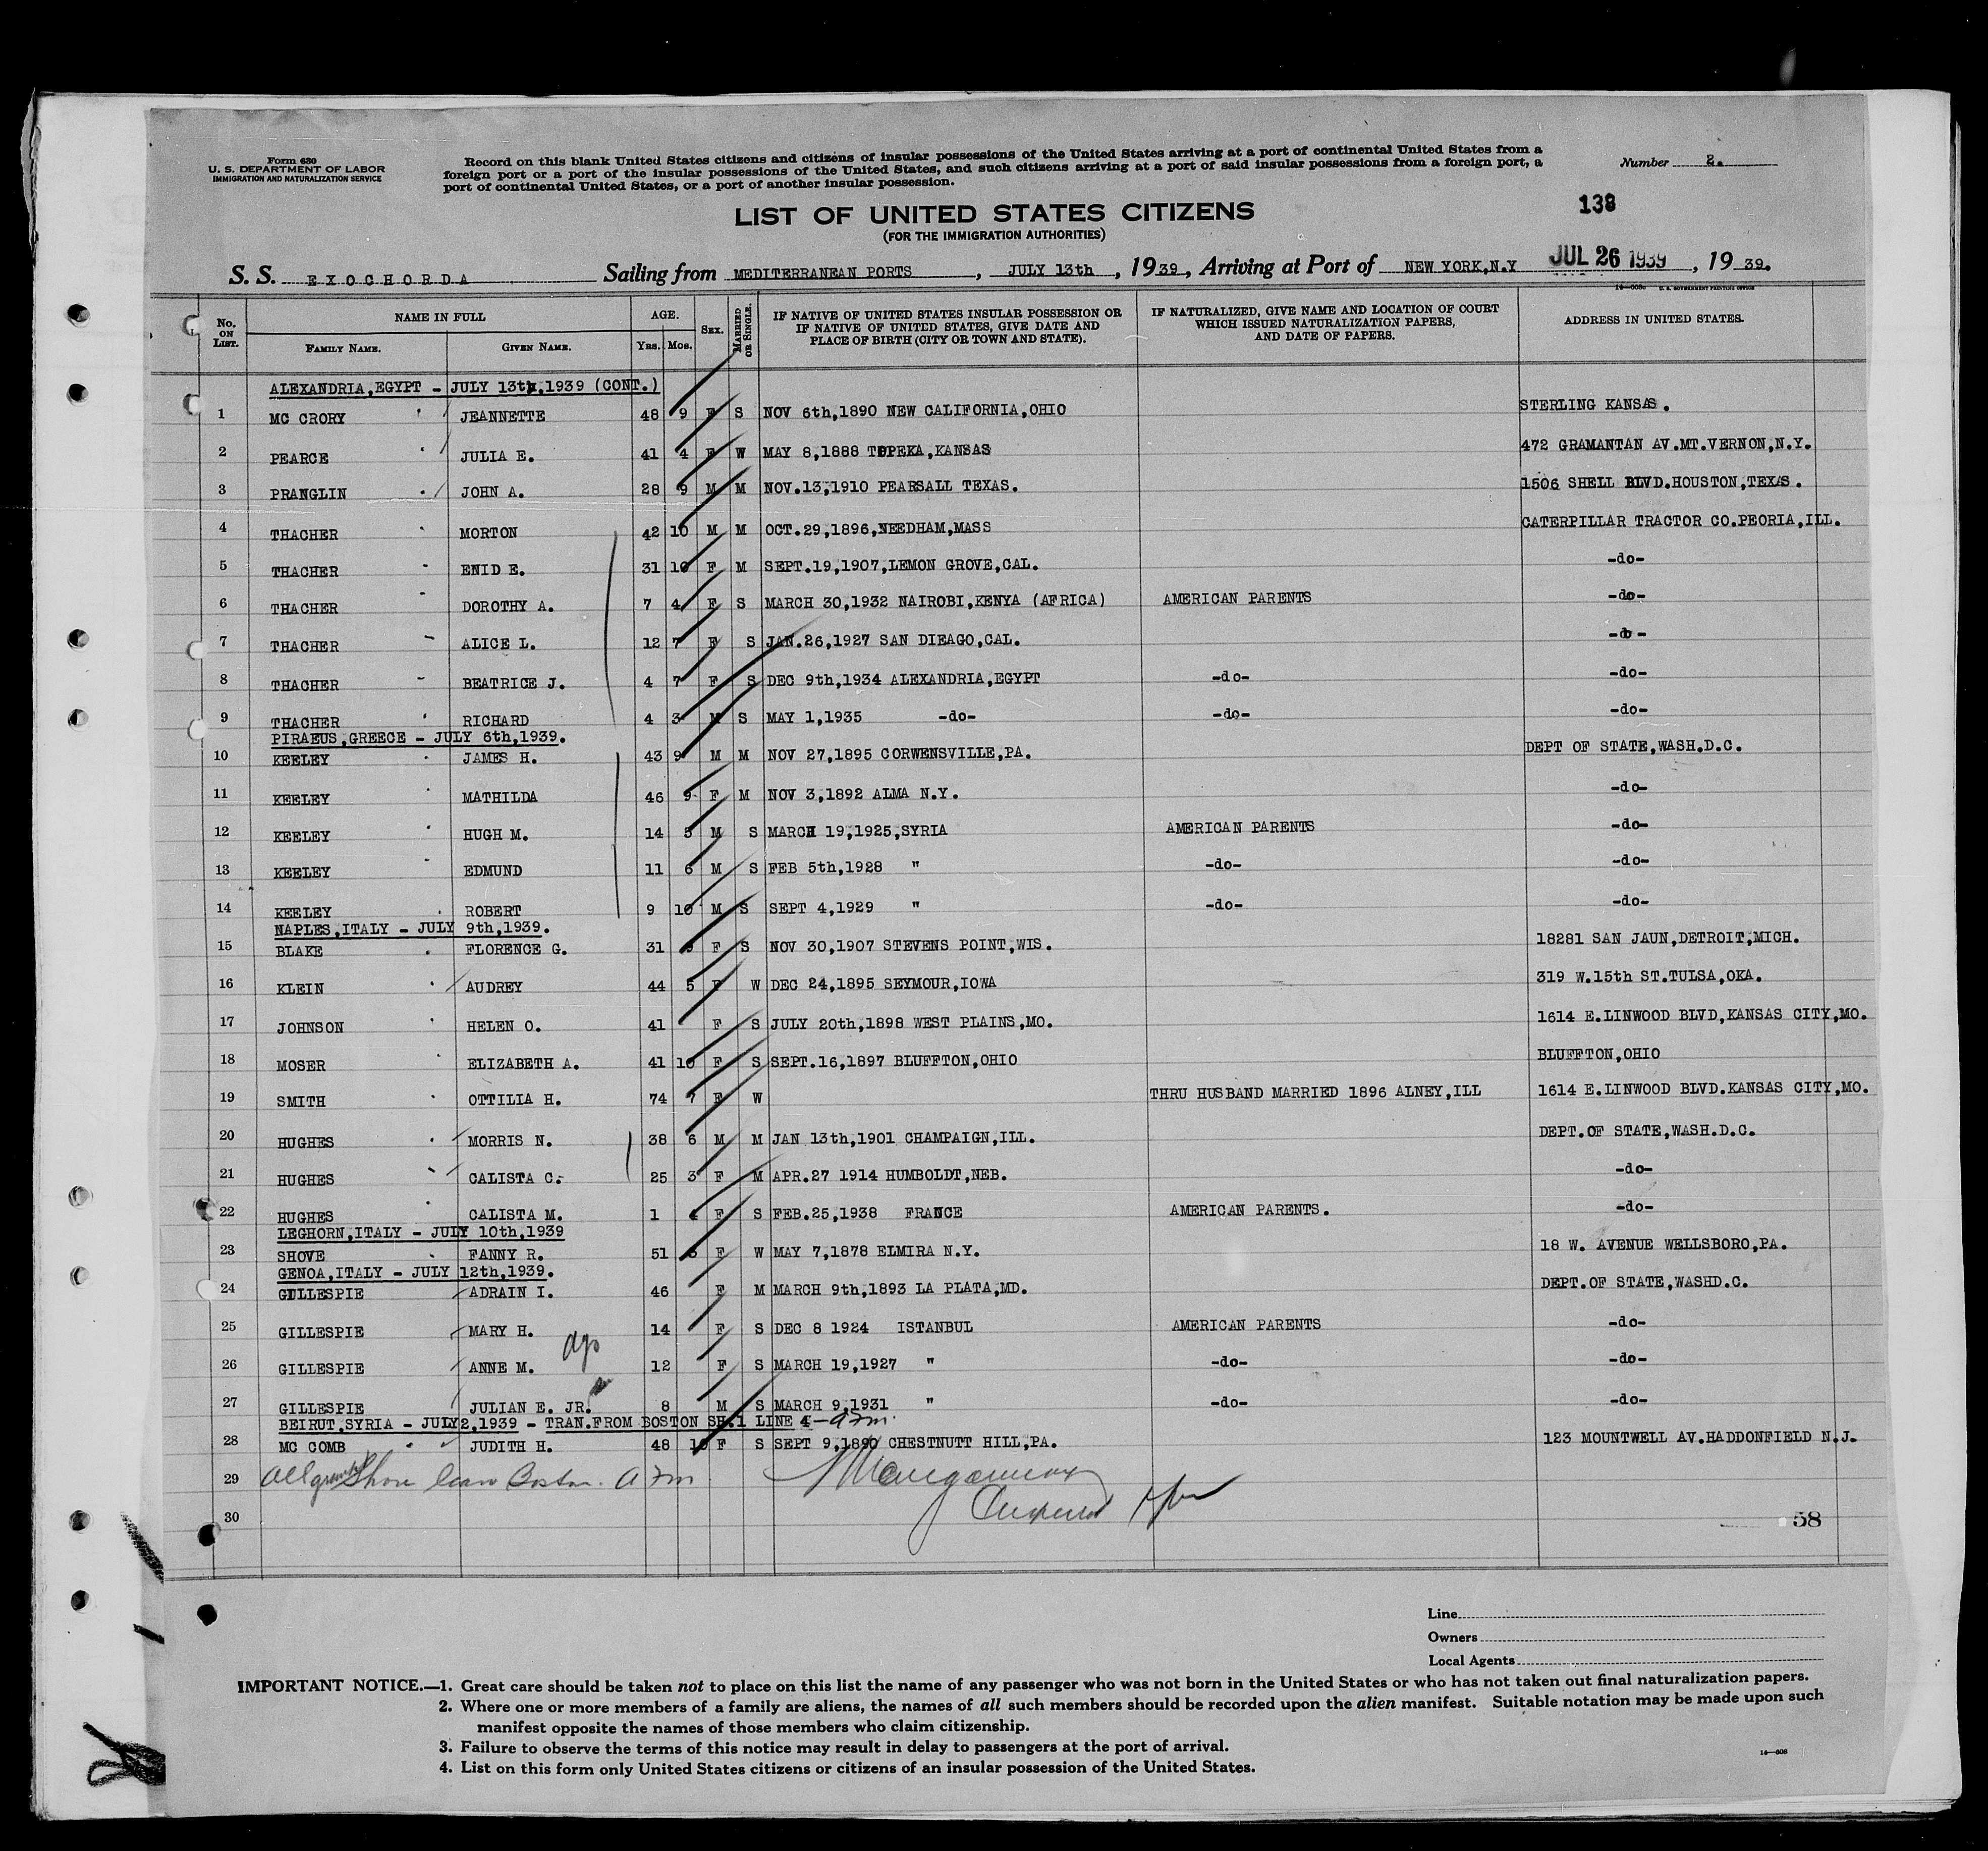 Form 630
U. S. DEPARTMENT OF LABOR
IMMIGRATION AND NATURALIZATION SERVICE
Record on this blank United States citizens and citizens of insular possessions of the United States arriving at a port of continental United States from a
foreign port or a port of the insular possessions of the United States, and such citizens arriving at a port of said insular possessions from a foreign port, a
port of continental United States, or a port of another insular possession.
Number 2.
138
LIST OF UNITED STATES CITIZENS
(FOR THE IMMIGRATION AUTHORITIES)
S. S. EXOCHORDA Sailing from MEDITERRANEAN PORTS, JULY 13th, 1939, Arriving at Port of NEW YORK,N.Y JUL 26 1939, 19 39.
U. S. GOVERNMENT PRINTING OFFICE
No. ON LIST. NAME IN FULL FAMILY NAME. GIVEN NAME. AGE. YRS. MOS. SEX. MARRIED OR SINGLE. IF NATIVE OF UNITED STATES INSULAR POSSESSION OR IF NATIVE OF UNITED STATES, GIVE DATE AND PLACE OF BIRTH (CITY OR TOWN AND STATE). IF NATURALIZED, GIVE NAME AND LOCATION OF COURT WHICH ISSUED NATURALIZATION PAPERS, AND DATE OF PAPERS. ADDRESS IN UNITED STATES.
ALEXANDRIA,EGYPT - JULY 13th,1939 (CONT.)
1 MC CRORY JEANNETTE 48 9 F S NOV 6th,1890 NEW CALIFORNIA,OHIO STERLING KANSAS.
2 PEARCE JULIA E. 41 4 F W MAY 8,1888 TOPEKA,KANSAS 472 GRAMANTAN AV.MT.VERNON,N.Y.
3 PRANGLIN JOHN A. 28 9 M M NOV.13,1910 PEARSALL TEXAS. 1506 SHELL BLVD.HOUSTON,TEXAS.
4 THACHER MORTON 42 10 M M OCT.29,1896,NEEDHAM,MASS CATERPILLAR TRACTOR CO.PEORIA,ILL.
5 THACHER ENID E. 31 10 F M SEPT.19,1907,LEMON GROVE,CAL. -do-
6 THACHER DOROTHY A. 7 4 F S MARCH 30,1932 NAIROBI,KENYA (AFRICA) AMERICAN PARENTS -do-
7 THACHER ALICE L. 12 7 F S JAN.26,1927 SAN DIEAGO,CAL. -do-
8 THACHER BEATRICE J. 4 7 F S DEC 9th,1934 ALEXANDRIA,EGYPT -do- -do-
9 THACHER RICHARD 4 3 M S MAY 1,1935 -do- -do- -do-
PIRAEUS,GREECE - JULY 6th,1939.
10 KEELEY JAMES H. 43 9 M M NOV 27,1895 CORWENSVILLE,PA. DEPT OF STATE,WASH.D.C.
11 KEELEY MATHILDA 46 9 F M NOV 3,1892 ALMA N.Y. -do-
12 KEELEY HUGH M. 14 5 M S MARCH 19,1925,SYRIA AMERICAN PARENTS -do-
13 KEELEY EDMUND 11 6 M S FEB 5th,1928 " -do- -do-
14 KEELEY ROBERT 9 10 M S SEPT 4,1929 " -do- -do-
NAPLES,ITALY - JULY 9th,1939.
15 BLAKE FLORENCE G. 31 F S NOV 30,1907 STEVENS POINT,WIS. 18281 SAN JAUN,DETROIT,MICH.
16 KLEIN AUDREY 44 5 F W DEC 24,1895 SEYMOUR,IOWA 319 W.15th ST.TULSA,OKA.
17 JOHNSON HELEN O. 41 F S JULY 20th,1898 WEST PLAINS,MO. 1614 E.LINWOOD BLVD,KANSAS CITY,MO.
18 MOSER ELIZABETH A. 41 10 F S SEPT.16,1897 BLUFFTON,OHIO BLUFFTON,OHIO
19 SMITH OTTILIA H. 74 7 F W THRU HUSBAND MARRIED 1896 ALNEY,ILL 1614 E.LINWOOD BLVD.KANSAS CITY,MO.
20 HUGHES MORRIS N. 38 6 M M JAN 13th,1901 CHAMPAIGN,ILL. DEPT.OF STATE,WASH.D.C.
21 HUGHES CALISTA C. 25 3 F M APR.27 1914 HUMBOLDT,NEB. -do-
22 HUGHES CALISTA M. 1 F S FEB.25,1938 FRANCE AMERICAN PARENTS. -do-
LEGHORN,ITALY - JULY 10th,1939
23 SHOVE FANNY R. 51 F W MAY 7,1878 ELMIRA N.Y. 18 W. AVENUE WELLSBORO,PA.
GENOA,ITALY - JULY 12th,1939.
24 GILLESPIE ADRAIN I. 46 F M MARCH 9th,1893 LA PLATA,MD. DEPT.OF STATE,WASHD.C.
25 GILLESPIE MARY H. 14 F S DEC 8 1924 ISTANBUL AMERICAN PARENTS -do-
26 GILLESPIE ANNE M. 12 F S MARCH 19,1927 " -do- -do-
27 GILLESPIE JULIAN E. JR. 8 M S MARCH 9,1931 " -do- -do-
BEIRUT,SYRIA - JULY2,1939 - TRAN.FROM BOSTON SH.1 LINE 4
28 MC COMB JUDITH H. 48 10 F S SEPT 9,1890 CHESTNUTT HILL,PA. 123 MOUNTWELL AV.HADDONFIELD N.J.
29
30
58
Line
Owners
Local Agents
IMPORTANT NOTICE.—1. Great care should be taken not to place on this list the name of any passenger who was not born in the United States or who has not taken out final naturalization papers.
2. Where one or more members of a family are aliens, the names of all such members should be recorded upon the alien manifest. Suitable notation may be made upon such
manifest opposite the names of those members who claim citizenship.
3. Failure to observe the terms of this notice may result in delay to passengers at the port of arrival.
4. List on this form only United States citizens or citizens of an insular possession of the United States.